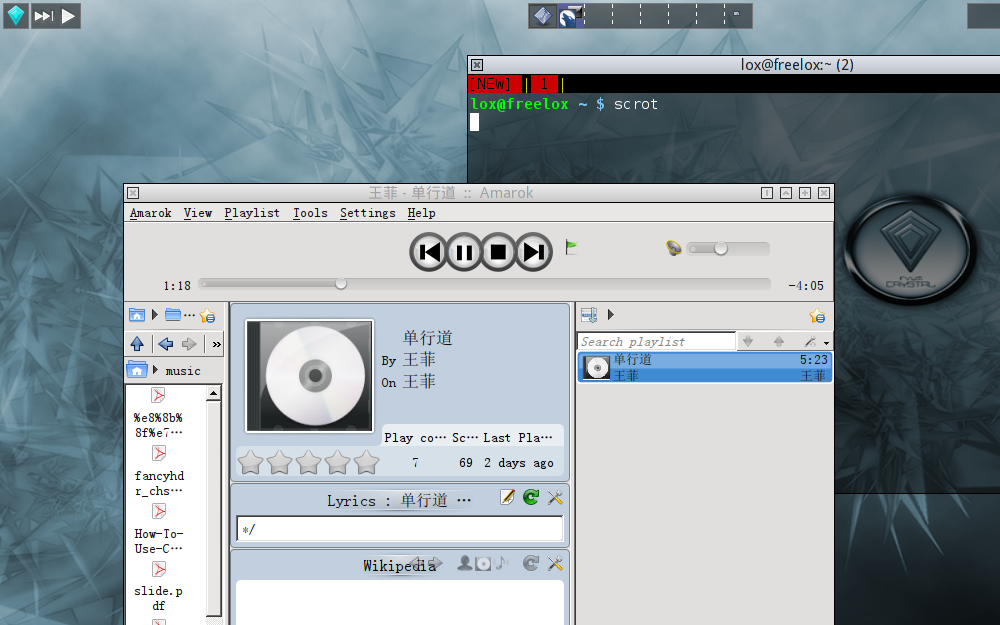 lox@freelox:~ (2)
[NEW] | 1 |
lox@freelox ~ $ scrot
王菲 - 单行道 :: Amarok
Amarok View Playlist Tools Settings Help
1:18
-4:05
»
music
%e8%8b%
8f%e7…
fancyhd
r_chs…
How-To-
Use-C…
slide.p
df
单行道
By 王菲
On 王菲
Play co… Sc… Last Pla…
7 69 2 days ago
Lyrics : 单行道 …
*/
Wikipedia
Search playlist
单行道 5:23
王菲 王菲
CRYSTAL